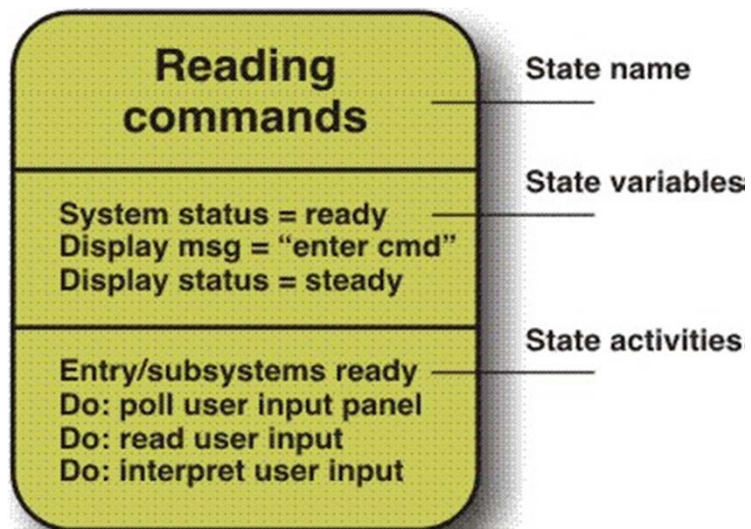 Reading
commands
State name
State variables
System status = ready
Display msg = “enter cmd”
Display status = steady
State activities
Entry/subsystems ready
Do: poll user input panel
Do: read user input
Do: interpret user input